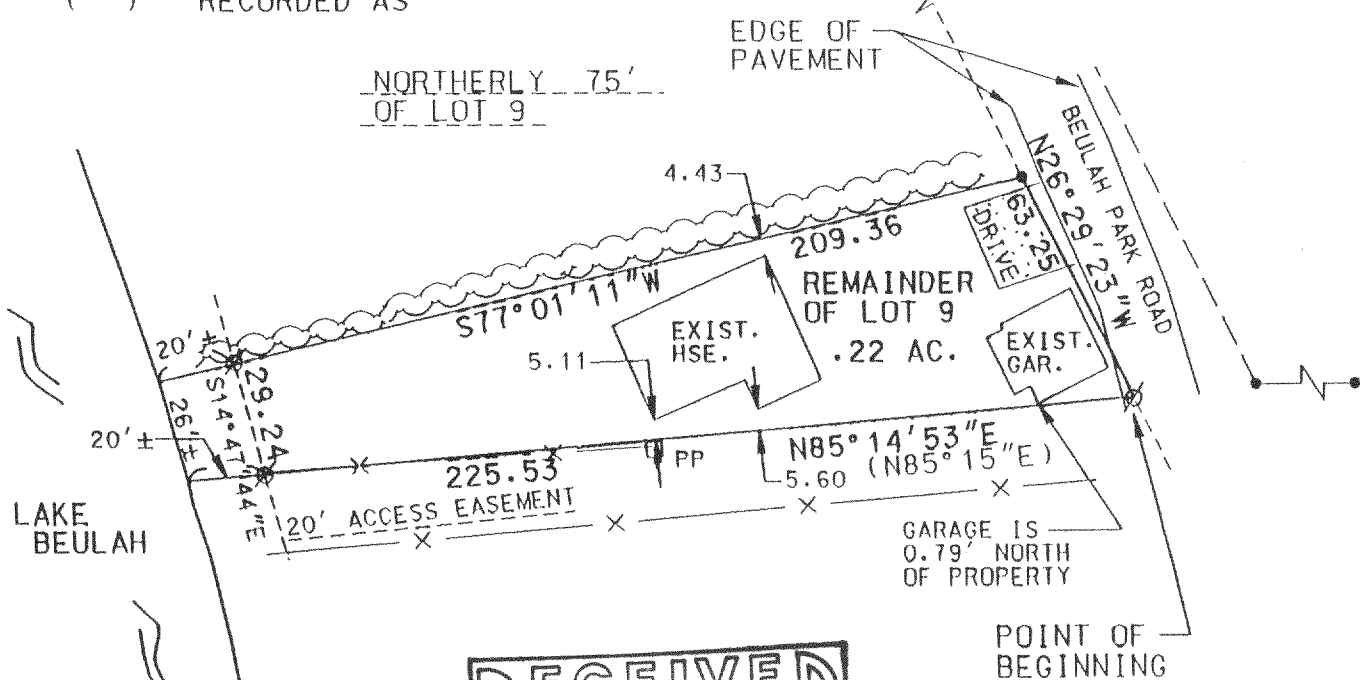 ( ) RECORDED AS
EDGE OF
PAVEMENT
NORTHERLY 75'
OF LOT 9
BEULAH PARK ROAD
N26°29'23"W
63.25
DRIVE
4.43
209.36
S77°01'11"W
REMAINDER
OF LOT 9
.22 AC.
EXIST.
HSE.
EXIST.
GAR.
5.11
20'±
29.24
S14°47'44"E
26'±
20'±
225.53
PP
N85°14'53"E
(N85°15"E)
5.60
20' ACCESS EASEMENT
LAKE
BEULAH
GARAGE IS
0.79' NORTH
OF PROPERTY
POINT OF
BEGINNING
RECEIVED